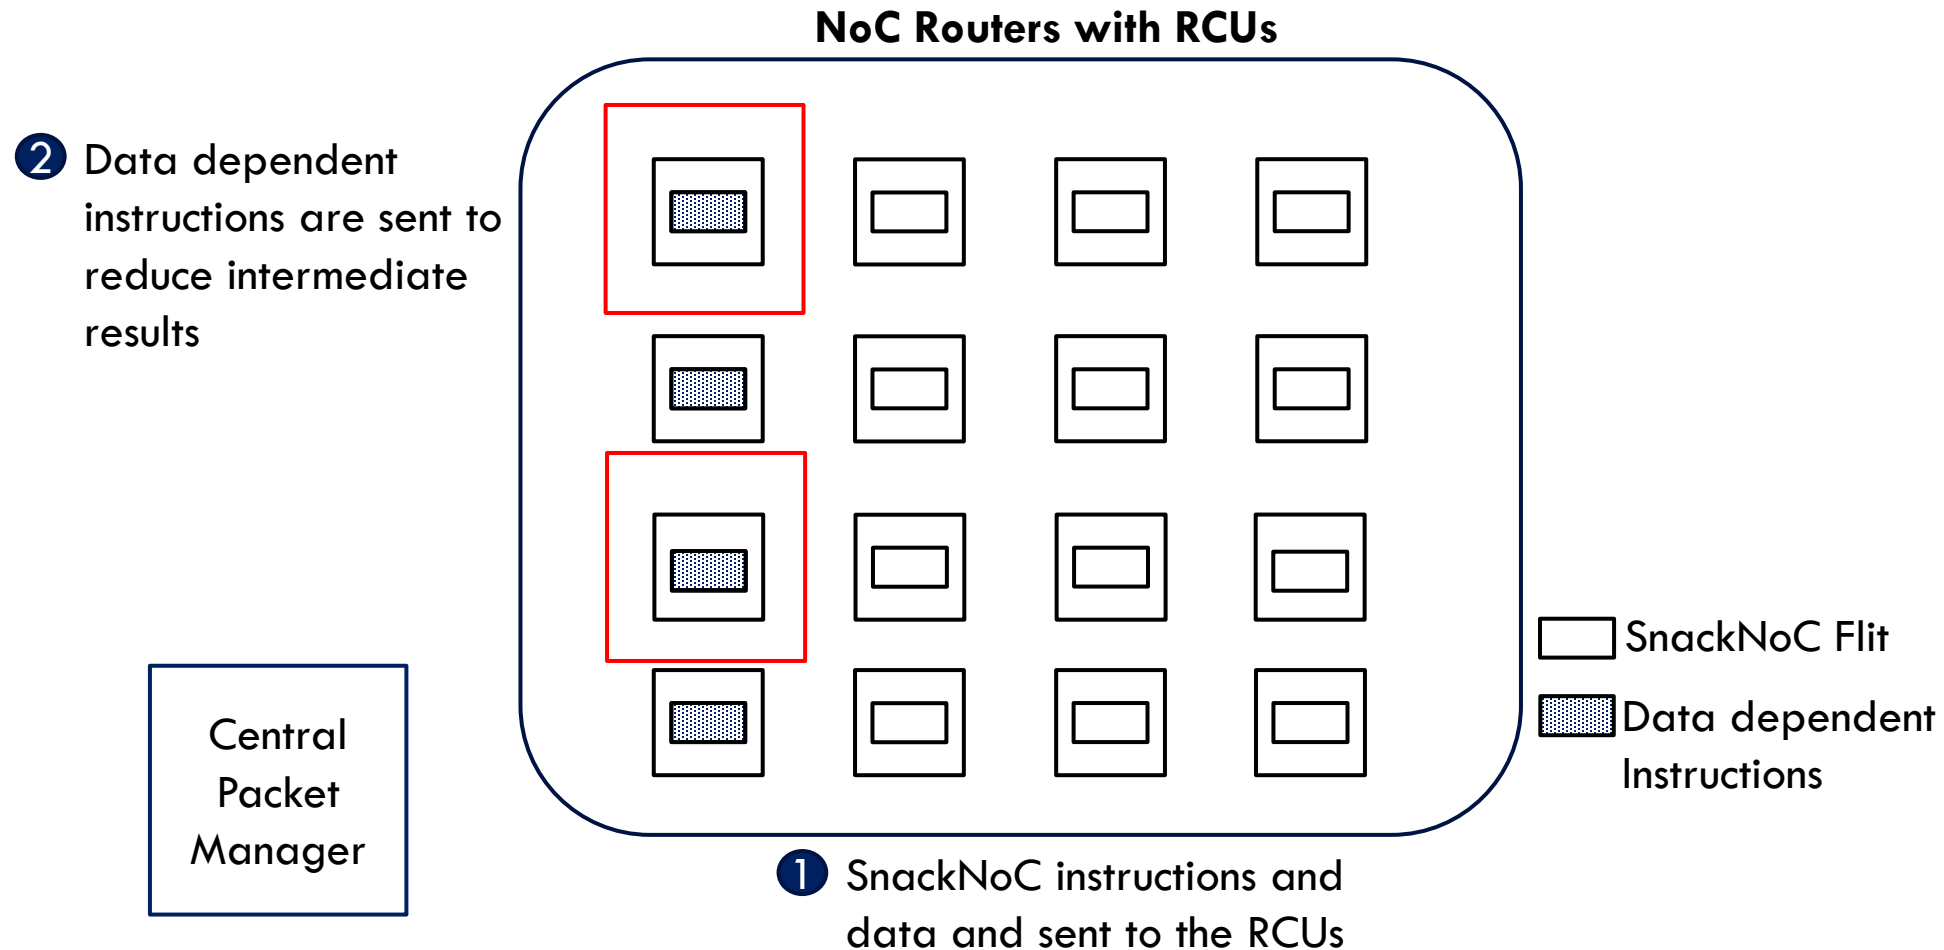 NoC Routers with RCUs
2 Data dependent
instructions are sent to
reduce intermediate
results
SnackNoC Flit
Data dependent
Instructions
Central
Packet
Manager
1 SnackNoC instructions and
data and sent to the RCUs